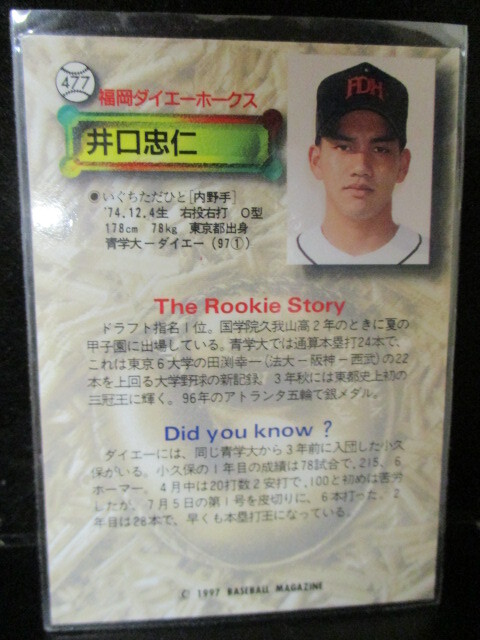 477
福岡ダイエーホークス
井口忠仁
●いぐちただひと[内野手]
'74.12.4生 右投右打 O型
178cm 78kg 東京都出身
青学大ーダイエー（97①）
FDH
The Rookie Story
ドラフト指名１位。国学院久我山高２年のときに夏の
甲子園に出場している。青学大では通算本塁打24本で、
これは東京６大学の田渕幸一（法大ー阪神ー西武）の22
本を上回る大学野球の新記録。３年秋には東都史上初の
三冠王に輝く。96年のアトランタ五輪で銀メダル。
Did you know ?
ダイエーには、同じ青学大から３年前に入団した小久
保がいる。小久保の１年目の成績は78試合で.215、６
ホーマー。４月中は20打数２安打で.100と初めは苦労
したが、７月５日の第１号を皮切りに、６本打った。２
年目は28本で、早くも本塁打王になっている。
© 1997 BASEBALL MAGAZINE